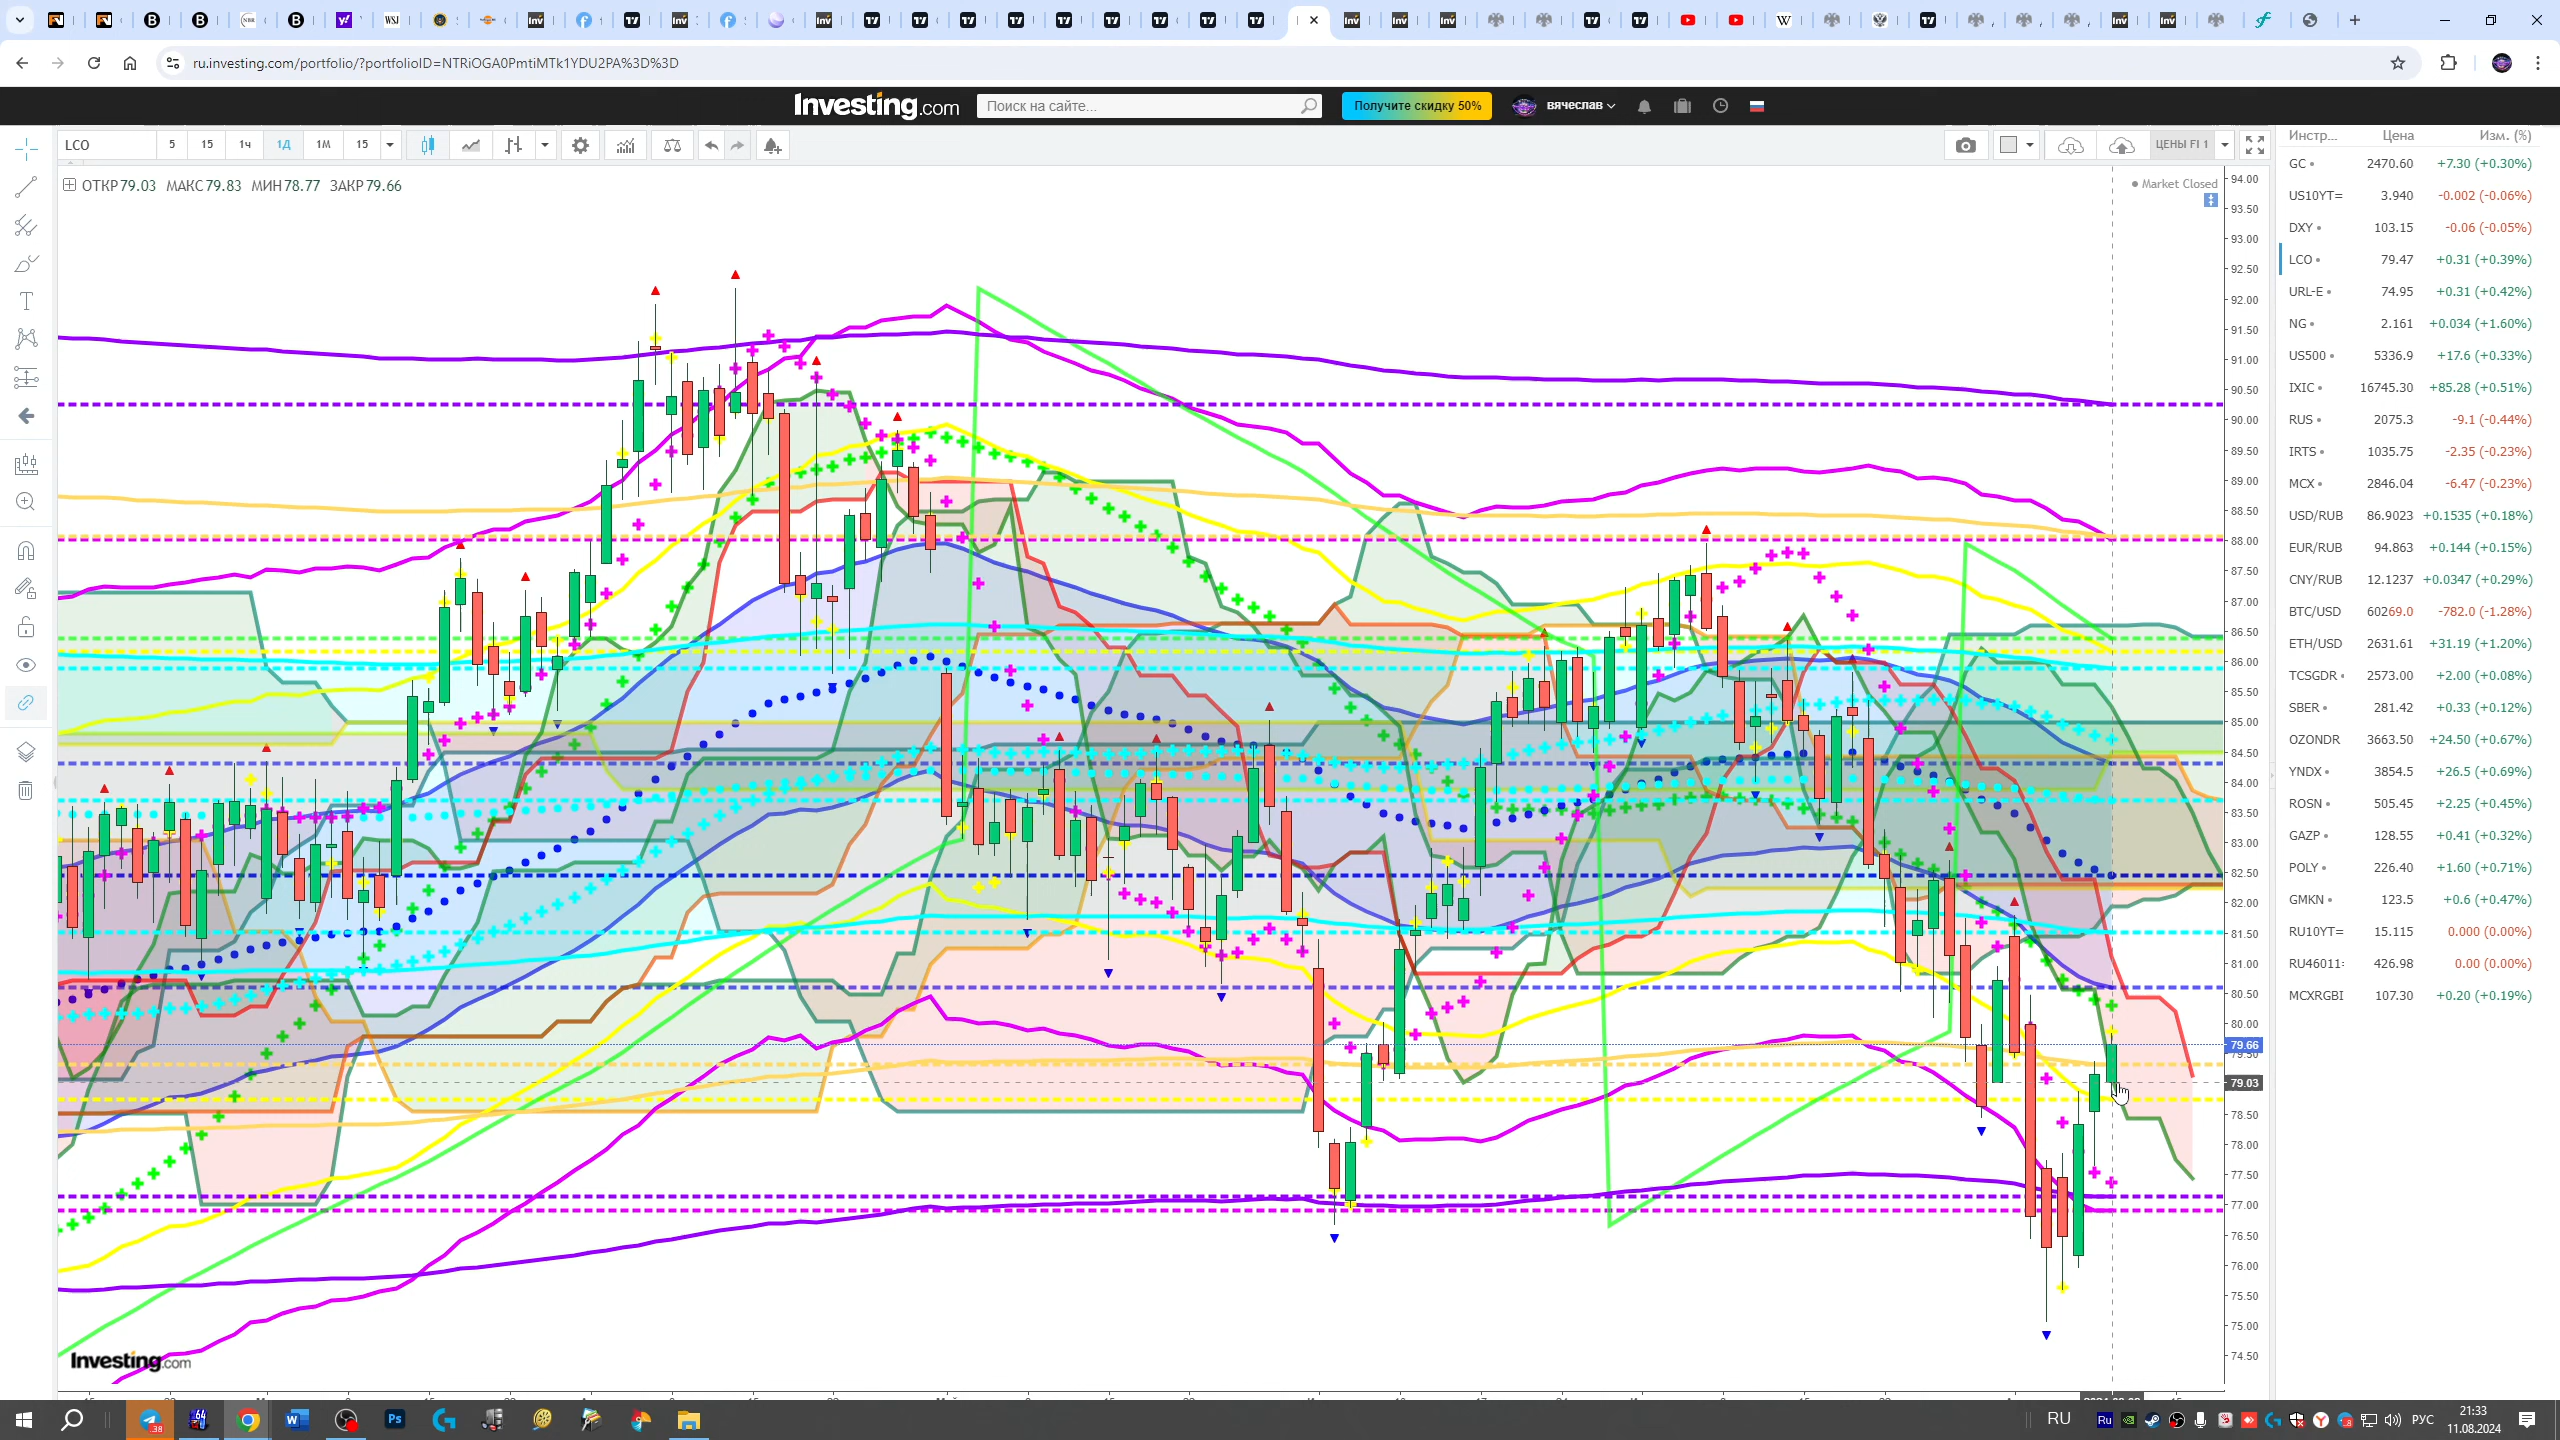 ru.investing.com/portfolio/?portfolioID=NTRiOGA0PmtiMTk1YDU2PA%3D%3D
Investing.com
Поиск на сайте...
Получите скидку 50%
вячеслав
LCO
5
15
1ч
1Д
1М
15
ЦЕНЫ FI 1
ОТКР 79.03 МАКС 79.83 МИН 78.77 ЗАКР 79.66
Market Closed
94.00
93.50
93.00
92.50
92.00
91.50
91.00
90.50
90.00
89.50
89.00
88.50
88.00
87.50
87.00
86.50
86.00
85.50
85.00
84.50
84.00
83.50
83.00
82.50
82.00
81.50
81.00
80.50
80.00
79.66
79.50
79.03
78.50
78.00
77.50
77.00
76.50
76.00
75.50
75.00
74.50
Инстр... Цена Изм. (%)
GC 2470.60 +7.30 (+0.30%)
US10YT= 3.940 -0.002 (-0.06%)
DXY 103.15 -0.06 (-0.05%)
LCO 79.47 +0.31 (+0.39%)
URL-E 74.95 +0.31 (+0.42%)
NG 2.161 +0.034 (+1.60%)
US500 5336.9 +17.6 (+0.33%)
IXIC 16745.30 +85.28 (+0.51%)
RUS 2075.3 -9.1 (-0.44%)
IRTS 1035.75 -2.35 (-0.23%)
MCX 2846.04 -6.47 (-0.23%)
USD/RUB 86.9023 +0.1535 (+0.18%)
EUR/RUB 94.863 +0.144 (+0.15%)
CNY/RUB 12.1237 +0.0347 (+0.29%)
BTC/USD 60269.0 -782.0 (-1.28%)
ETH/USD 2631.61 +31.19 (+1.20%)
TCSGDR 2573.00 +2.00 (+0.08%)
SBER 281.42 +0.33 (+0.12%)
OZONDR 3663.50 +24.50 (+0.67%)
YNDX 3854.5 +26.5 (+0.69%)
ROSN 505.45 +2.25 (+0.45%)
GAZP 128.55 +0.41 (+0.32%)
POLY 226.40 +1.60 (+0.71%)
GMKN 123.5 +0.6 (+0.47%)
RU10YT= 15.115 0.000 (0.00%)
RU46011: 426.98 0.00 (0.00%)
MCXRGBI 107.30 +0.20 (+0.19%)
Investing.com
RU
РУС
21:33
11.08.2024